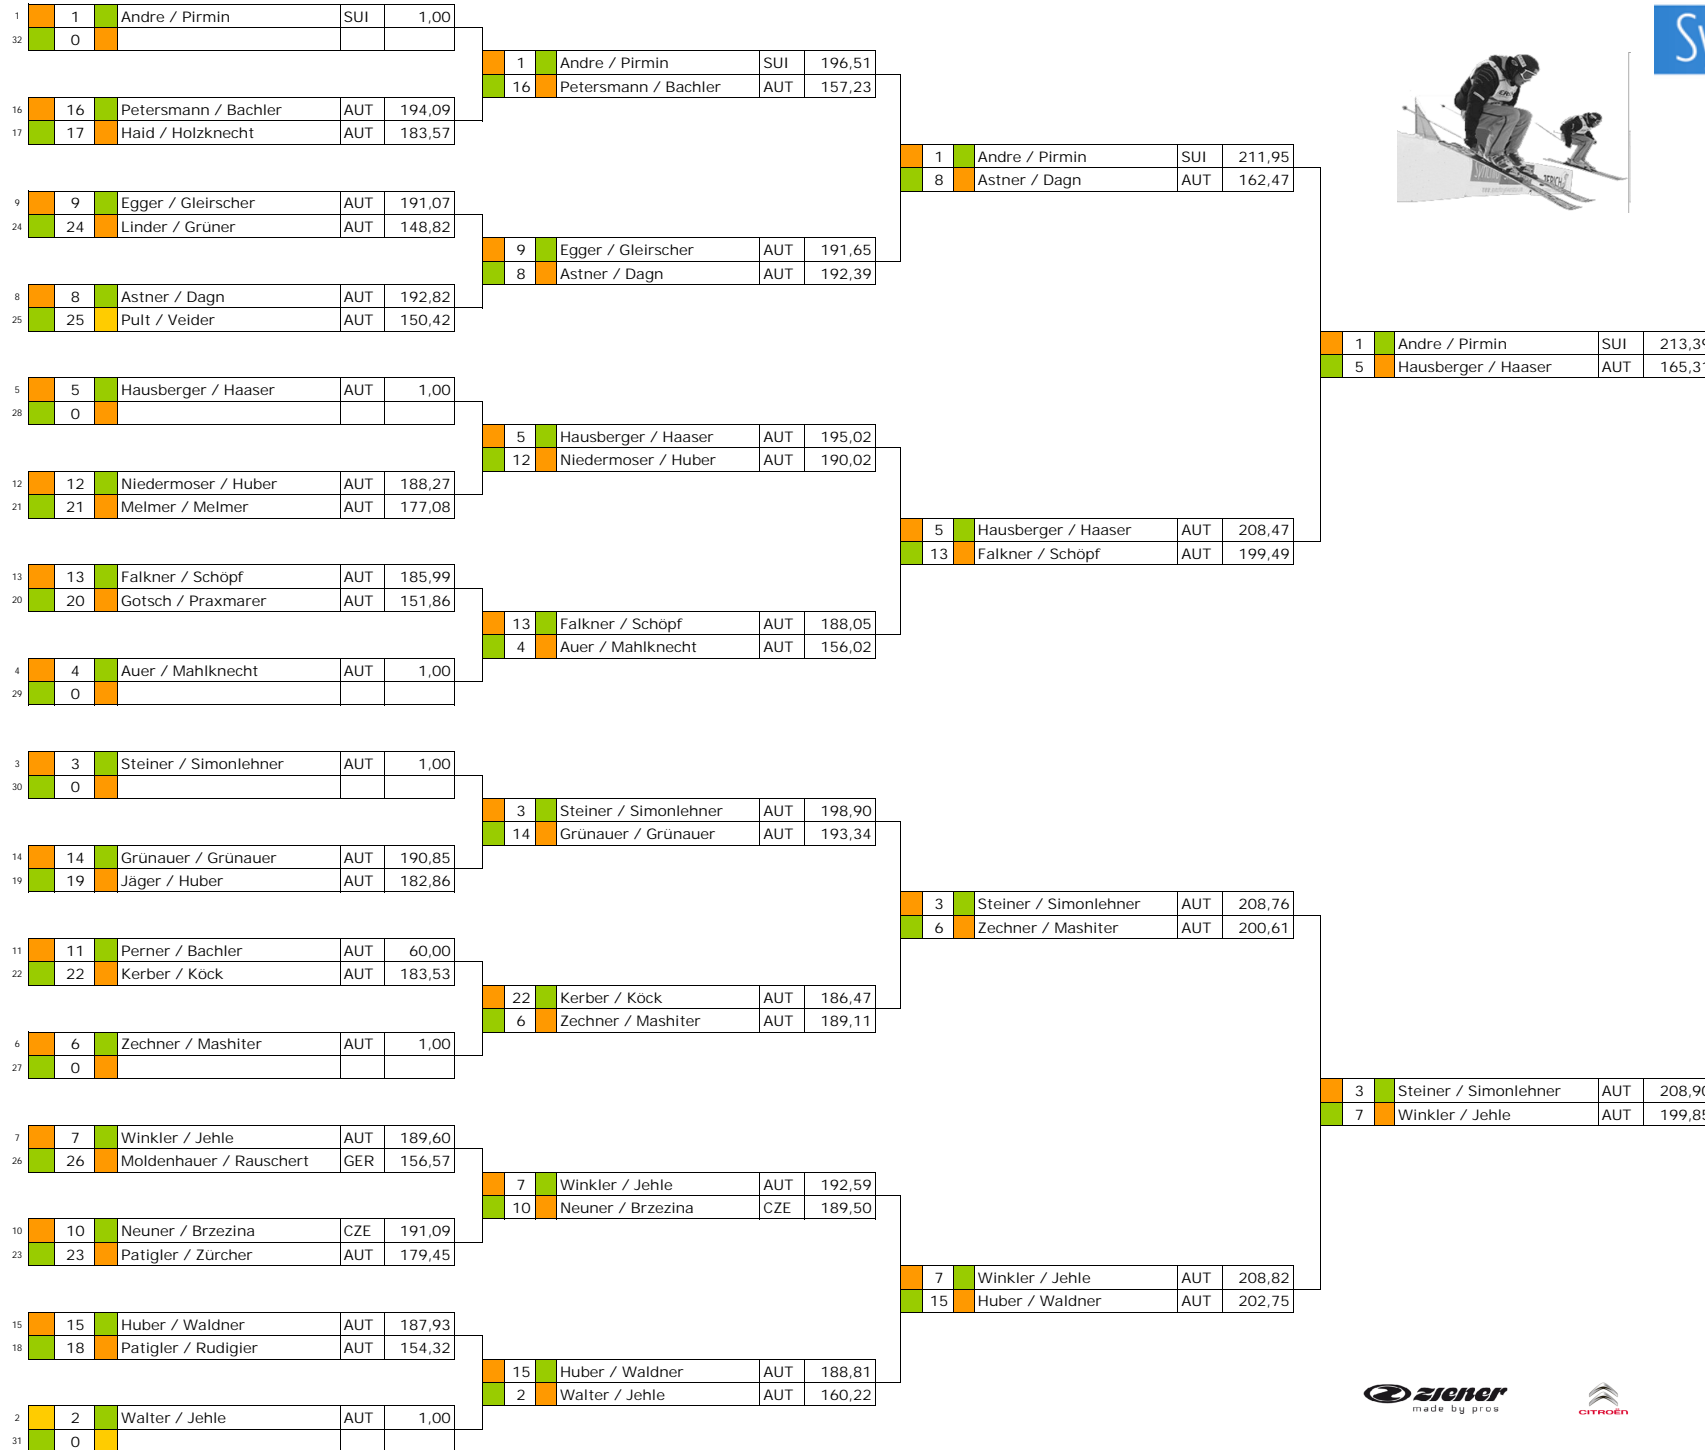 1 1 Andre / Pirmin SUI 1,00
32 0
1 Andre / Pirmin SUI 196,51
16 Petersmann / Bachler AUT 157,23
16 16 Petersmann / Bachler AUT 194,09
17 17 Haid / Holzknecht AUT 183,57
1 Andre / Pirmin SUI 211,95
8 Astner / Dagn AUT 162,47
9 9 Egger / Gleirscher AUT 191,07
24 24 Linder / Grüner AUT 148,82
9 Egger / Gleirscher AUT 191,65
8 Astner / Dagn AUT 192,39
8 8 Astner / Dagn AUT 192,82
25 25 Pult / Veider AUT 150,42
1 Andre / Pirmin SUI 213,39
5 Hausberger / Haaser AUT 165,31
5 5 Hausberger / Haaser AUT 1,00
28 0
5 Hausberger / Haaser AUT 195,02
12 Niedermoser / Huber AUT 190,02
12 12 Niedermoser / Huber AUT 188,27
21 21 Melmer / Melmer AUT 177,08
5 Hausberger / Haaser AUT 208,47
13 Falkner / Schöpf AUT 199,49
13 13 Falkner / Schöpf AUT 185,99
20 20 Gotsch / Praxmarer AUT 151,86
13 Falkner / Schöpf AUT 188,05
4 Auer / Mahlknecht AUT 156,02
4 4 Auer / Mahlknecht AUT 1,00
29 0
3 3 Steiner / Simonlehner AUT 1,00
30 0
3 Steiner / Simonlehner AUT 198,90
14 Grünauer / Grünauer AUT 193,34
14 14 Grünauer / Grünauer AUT 190,85
19 19 Jäger / Huber AUT 182,86
3 Steiner / Simonlehner AUT 208,76
6 Zechner / Mashiter AUT 200,61
11 11 Perner / Bachler AUT 60,00
22 22 Kerber / Köck AUT 183,53
22 Kerber / Köck AUT 186,47
6 Zechner / Mashiter AUT 189,11
6 6 Zechner / Mashiter AUT 1,00
27 0
3 Steiner / Simonlehner AUT 208,90
7 Winkler / Jehle AUT 199,85
7 7 Winkler / Jehle AUT 189,60
26 26 Moldenhauer / Rauschert GER 156,57
7 Winkler / Jehle AUT 192,59
10 Neuner / Brzezina CZE 189,50
10 10 Neuner / Brzezina CZE 191,09
23 23 Patigler / Zürcher AUT 179,45
7 Winkler / Jehle AUT 208,82
15 Huber / Waldner AUT 202,75
15 15 Huber / Waldner AUT 187,93
18 18 Patigler / Rudigier AUT 154,32
15 Huber / Waldner AUT 188,81
2 Walter / Jehle AUT 160,22
2 2 Walter / Jehle AUT 1,00
31 0
ziener
made by pros
CITROËN